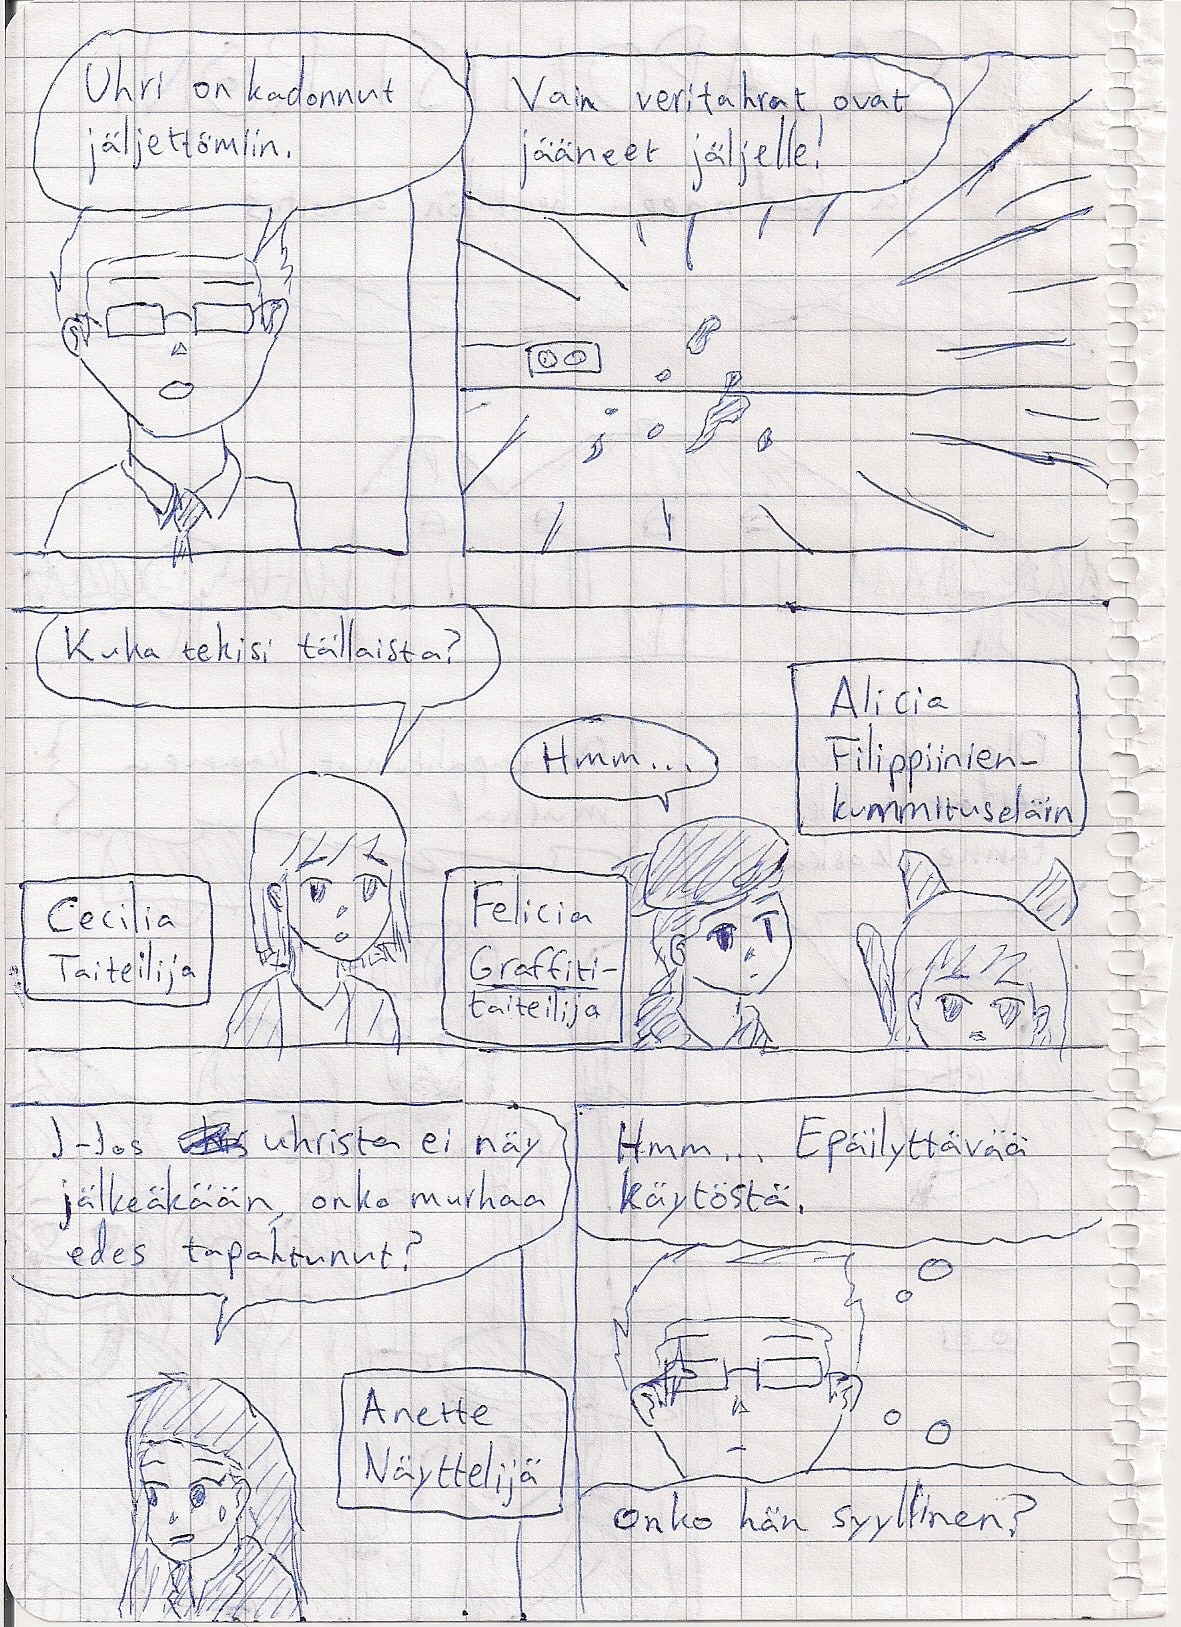 Uhri on kadonnut
jäljettömiin.
Vain veritahrat ovat
jääneet jäljelle!
Kuka tekisi tällaista?
Hmm...
Alicia
Filippiinien-
kummituseläin
Cecilia
Taiteilija
Felicia
Graffiti-
taiteilija
J-Jos uhrista ei näy
jälkeäkään, onko murhaa
edes tapahtunut?
Hmm... Epäilyttävää
käytöstä.
Anette
Näyttelijä
Onko hän syyllinen?